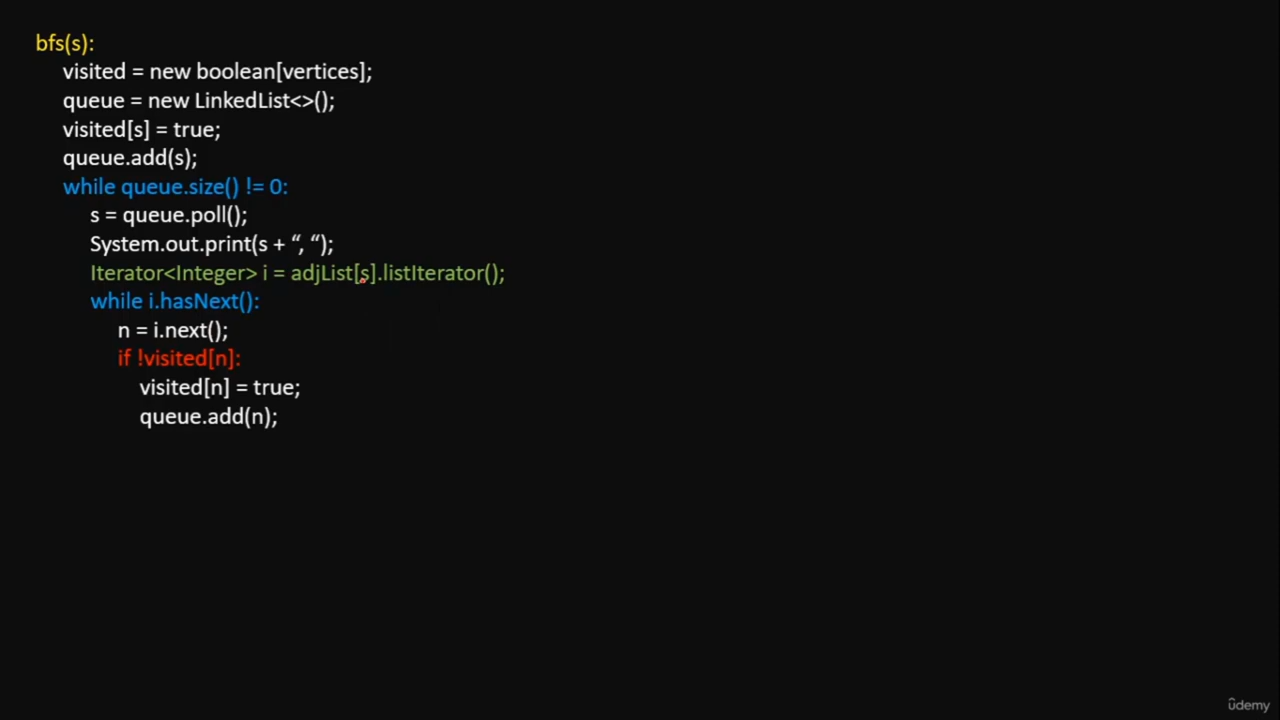 bfs(s):
visited = new boolean[vertices];
queue = new LinkedList<>();
visited[s] = true;
queue.add(s);
while queue.size() != 0:
s = queue.poll();
System.out.print(s + “, “);
Iterator<Integer> i = adjList[s].listIterator();
while i.hasNext():
n = i.next();
if !visited[n]:
visited[n] = true;
queue.add(n);
ûdemy